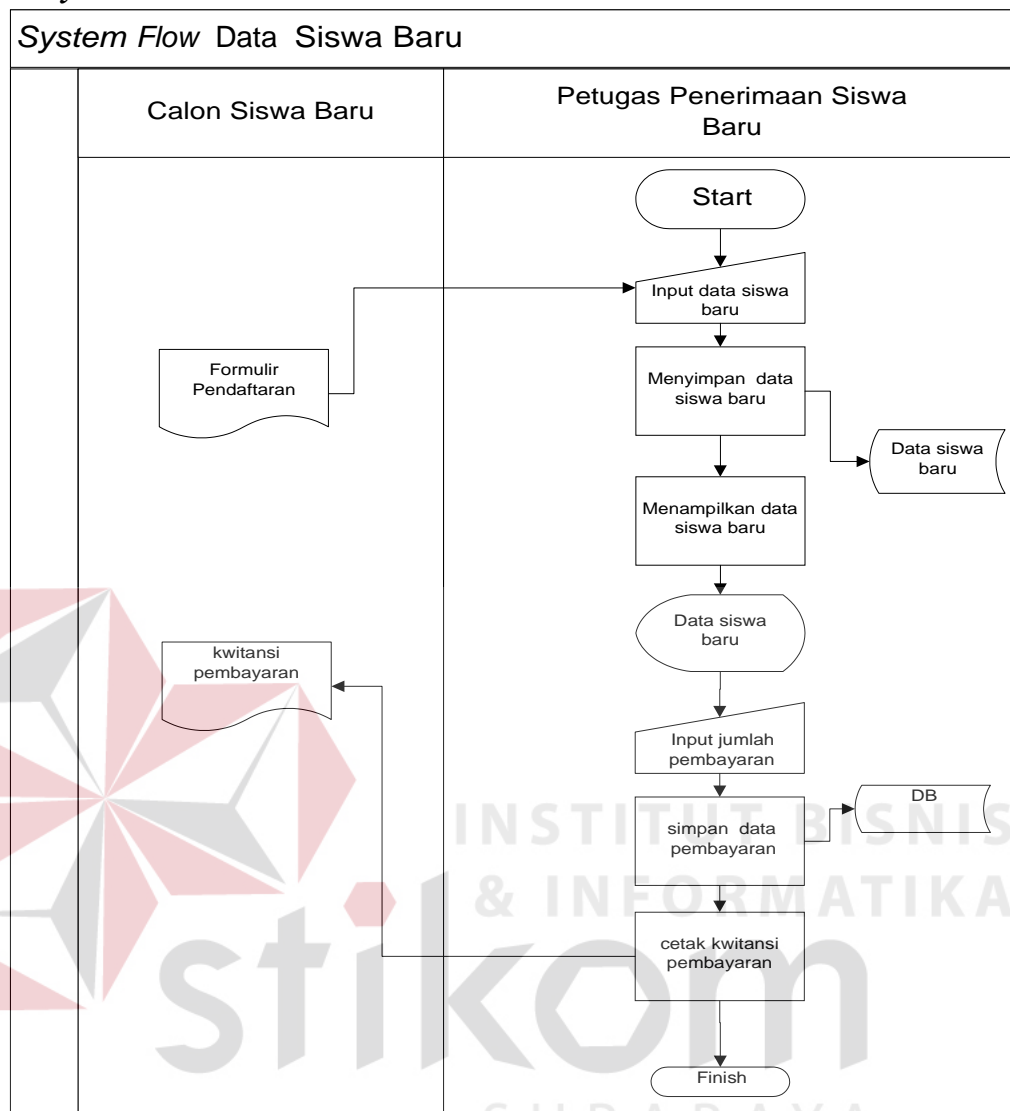 System Flow Data Siswa Baru
Calon Siswa Baru
Petugas Penerimaan Siswa
Baru
Start
Input data siswa
baru
Formulir
Pendaftaran
Menyimpan data
siswa baru
Data siswa
baru
Menampilkan data
siswa baru
Data siswa
baru
kwitansi
pembayaran
Input jumlah
pembayaran
DB
simpan data
pembayaran
cetak kwitansi
pembayaran
Finish
INSTITUT BISNIS
& INFORMATIKA
stikom
SURABAYA